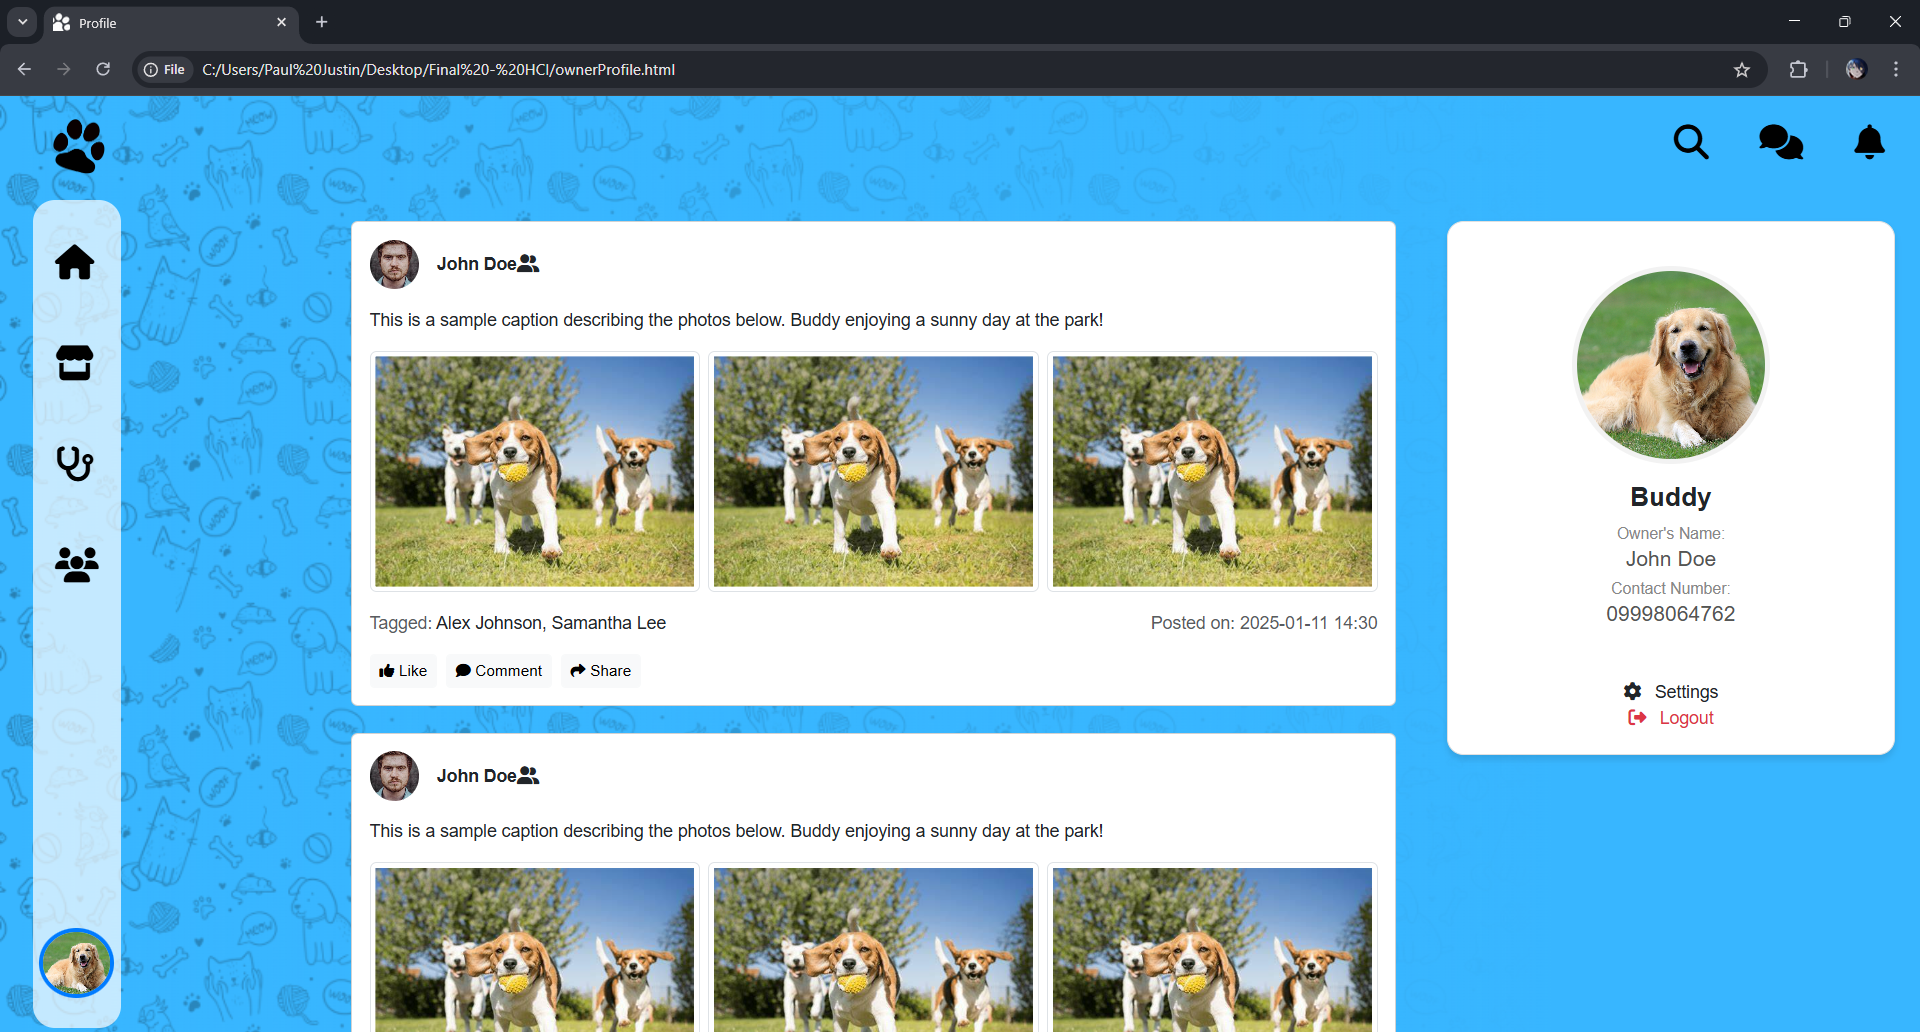 Profile
File
C:/Users/Paul%20Justin/Desktop/Final%20-%20HCI/ownerProfile.html
John Doe
This is a sample caption describing the photos below. Buddy enjoying a sunny day at the park!
Tagged: Alex Johnson, Samantha Lee
Posted on: 2025-01-11 14:30
Like
Comment
Share
John Doe
This is a sample caption describing the photos below. Buddy enjoying a sunny day at the park!
Buddy
Owner's Name:
John Doe
Contact Number:
09998064762
Settings
Logout
MEOW
WOOF